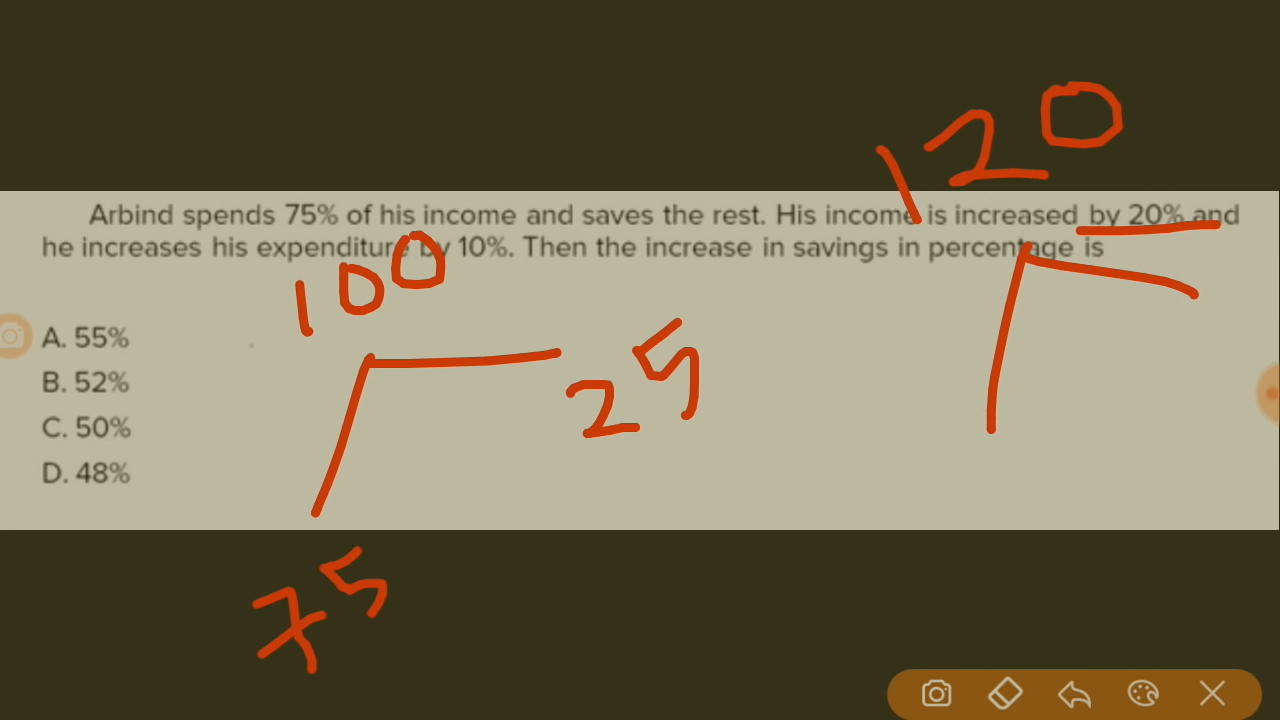 120
Arbind spends 75% of his income and saves the rest. His income is increased by 20% and
he increases his expenditure by 10%. Then the increase in savings in percentage is
100
A. 55%
B. 52%
25
C. 50%
D. 48%
75